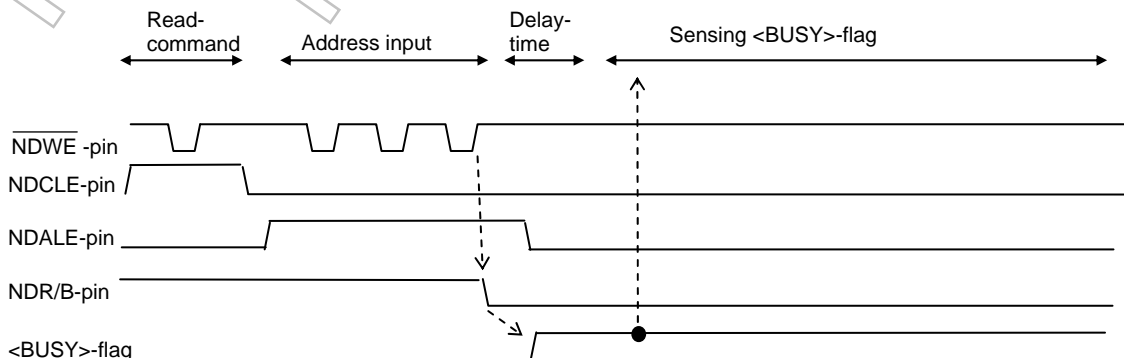 Read-
command
Address input
Delay-
time
Sensing <BUSY>-flag
NDWE -pin
NDCLE-pin
NDALE-pin
NDR/B-pin
<BUSY>-flag